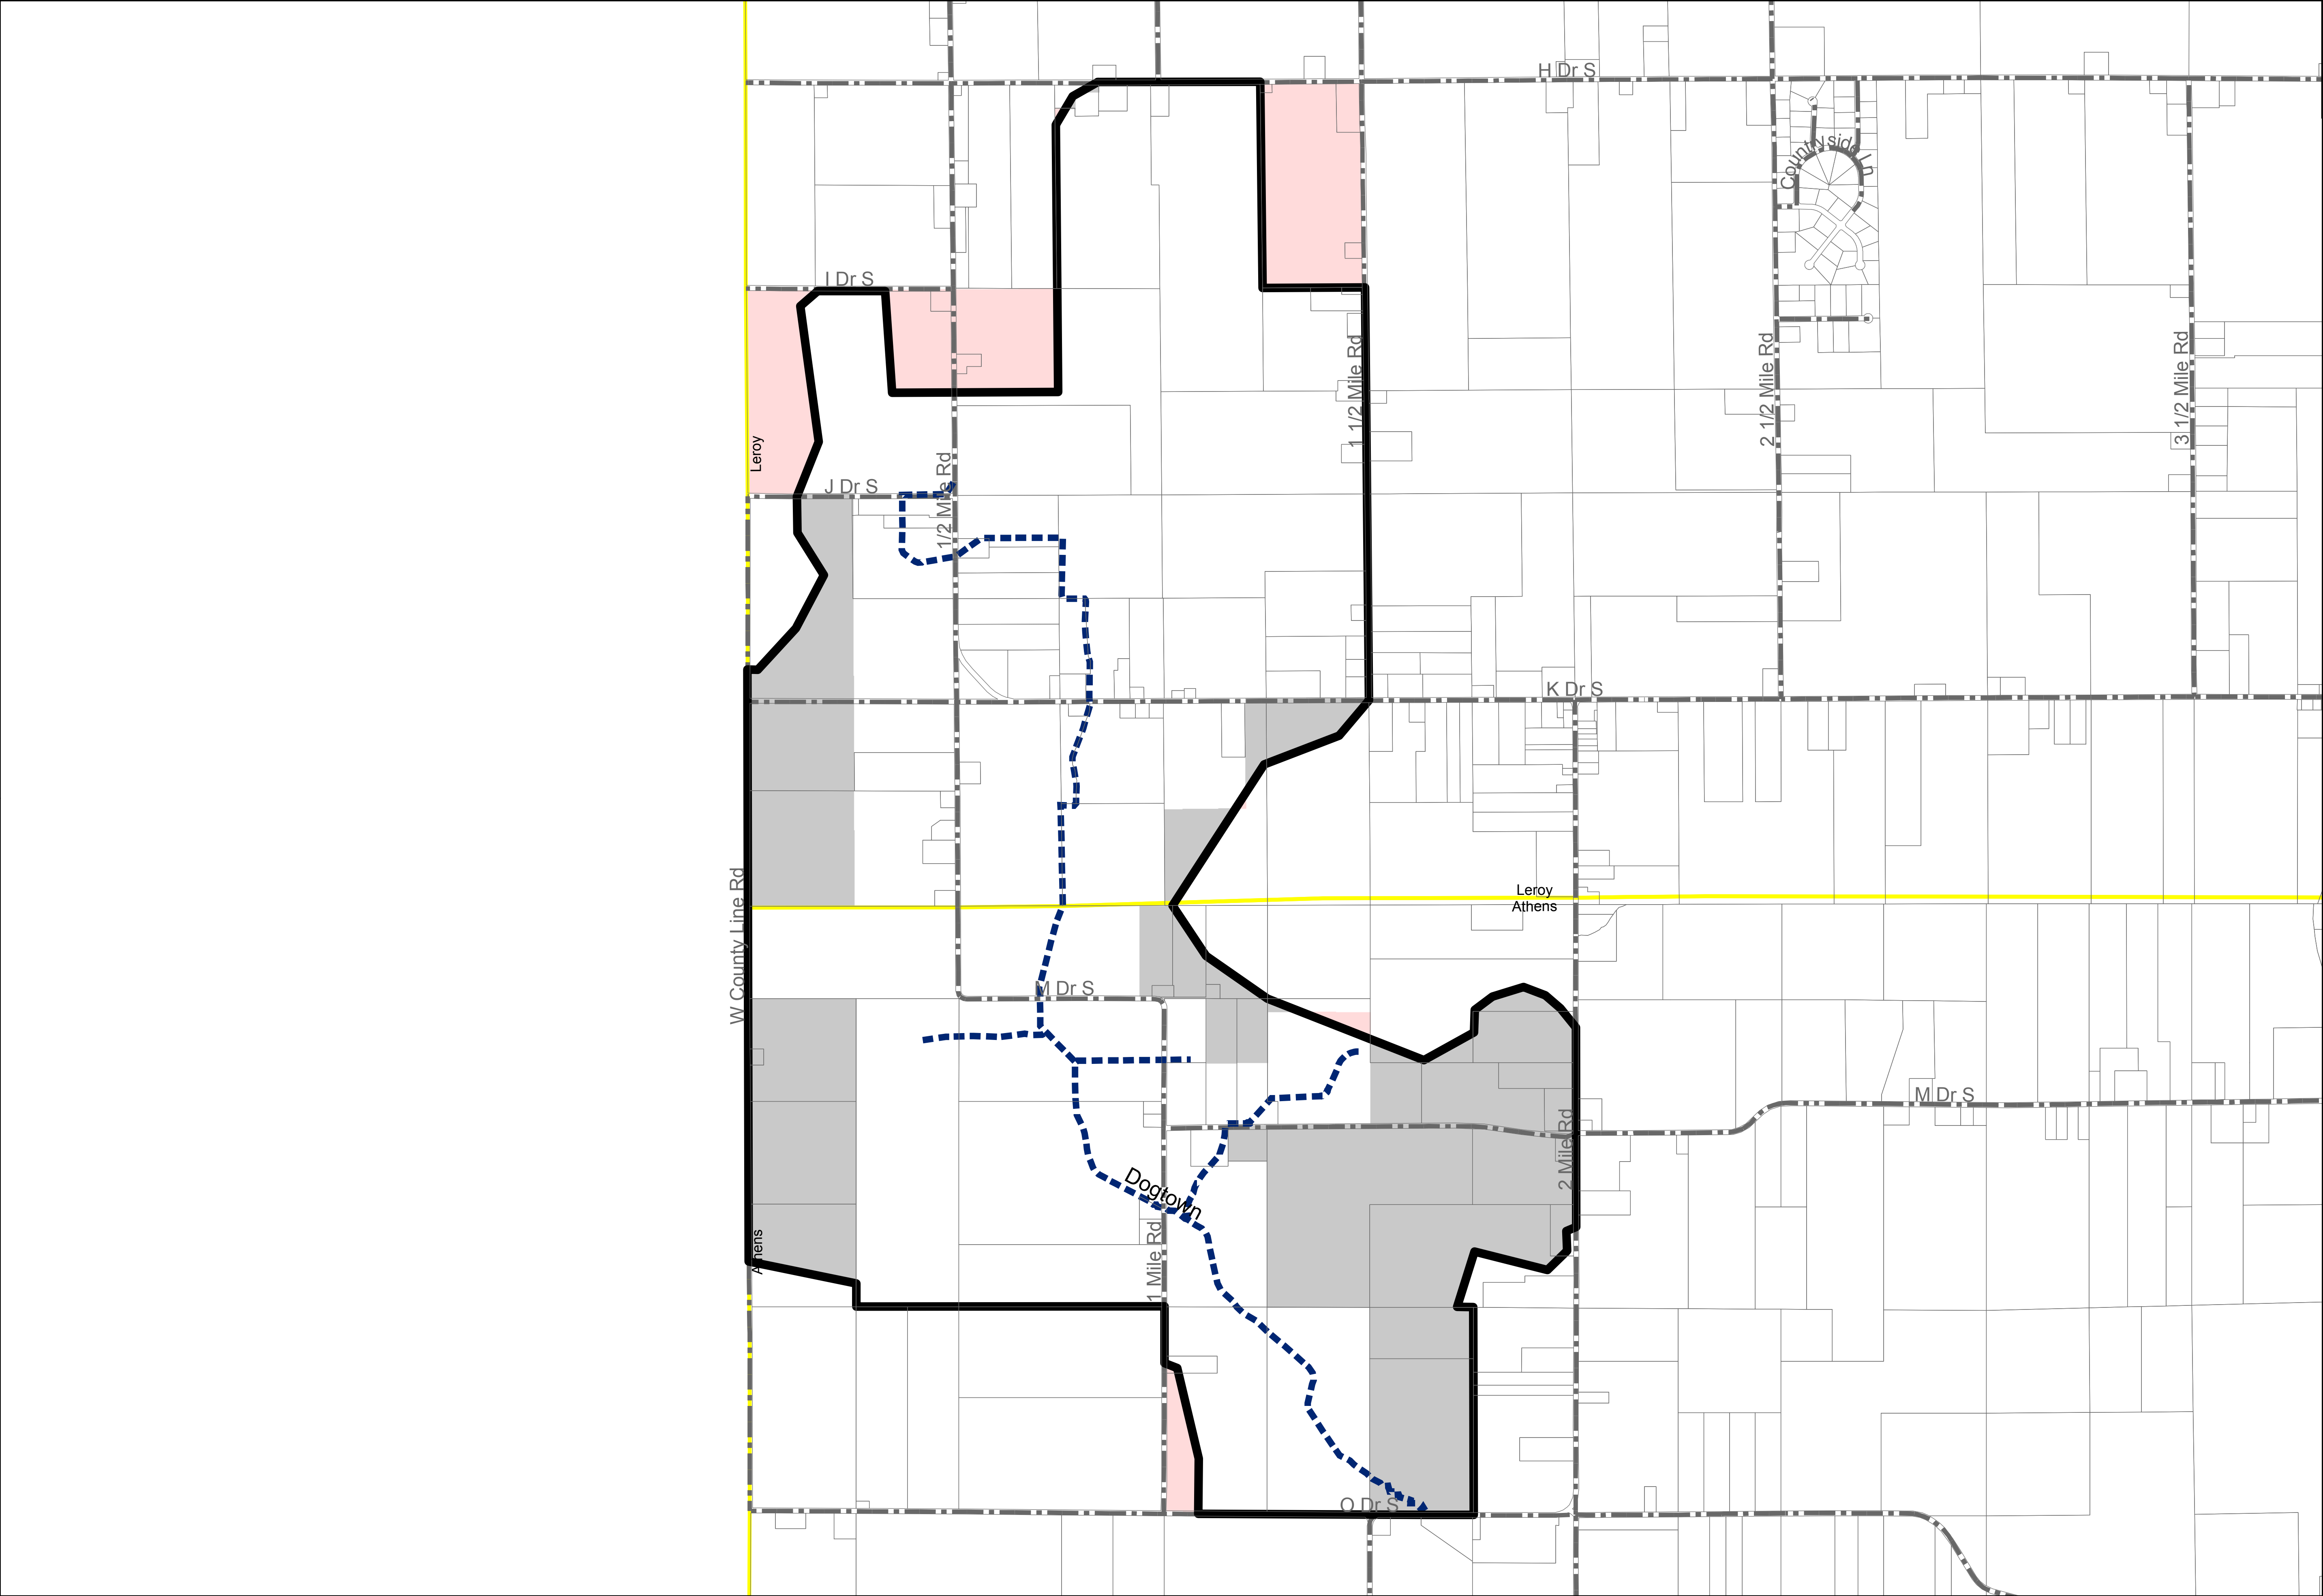 H Dr S
Countryside Ln
I Dr S
1 1/2 Mile Rd
2 1/2 Mile Rd
3 1/2 Mile Rd
Leroy
J Dr S
1/2 Mile Rd
K Dr S
Leroy
Athens
W County Line Rd
M Dr S
M Dr S
2 Mile Rd
Dogtown
1 Mile Rd
Athens
O Dr S